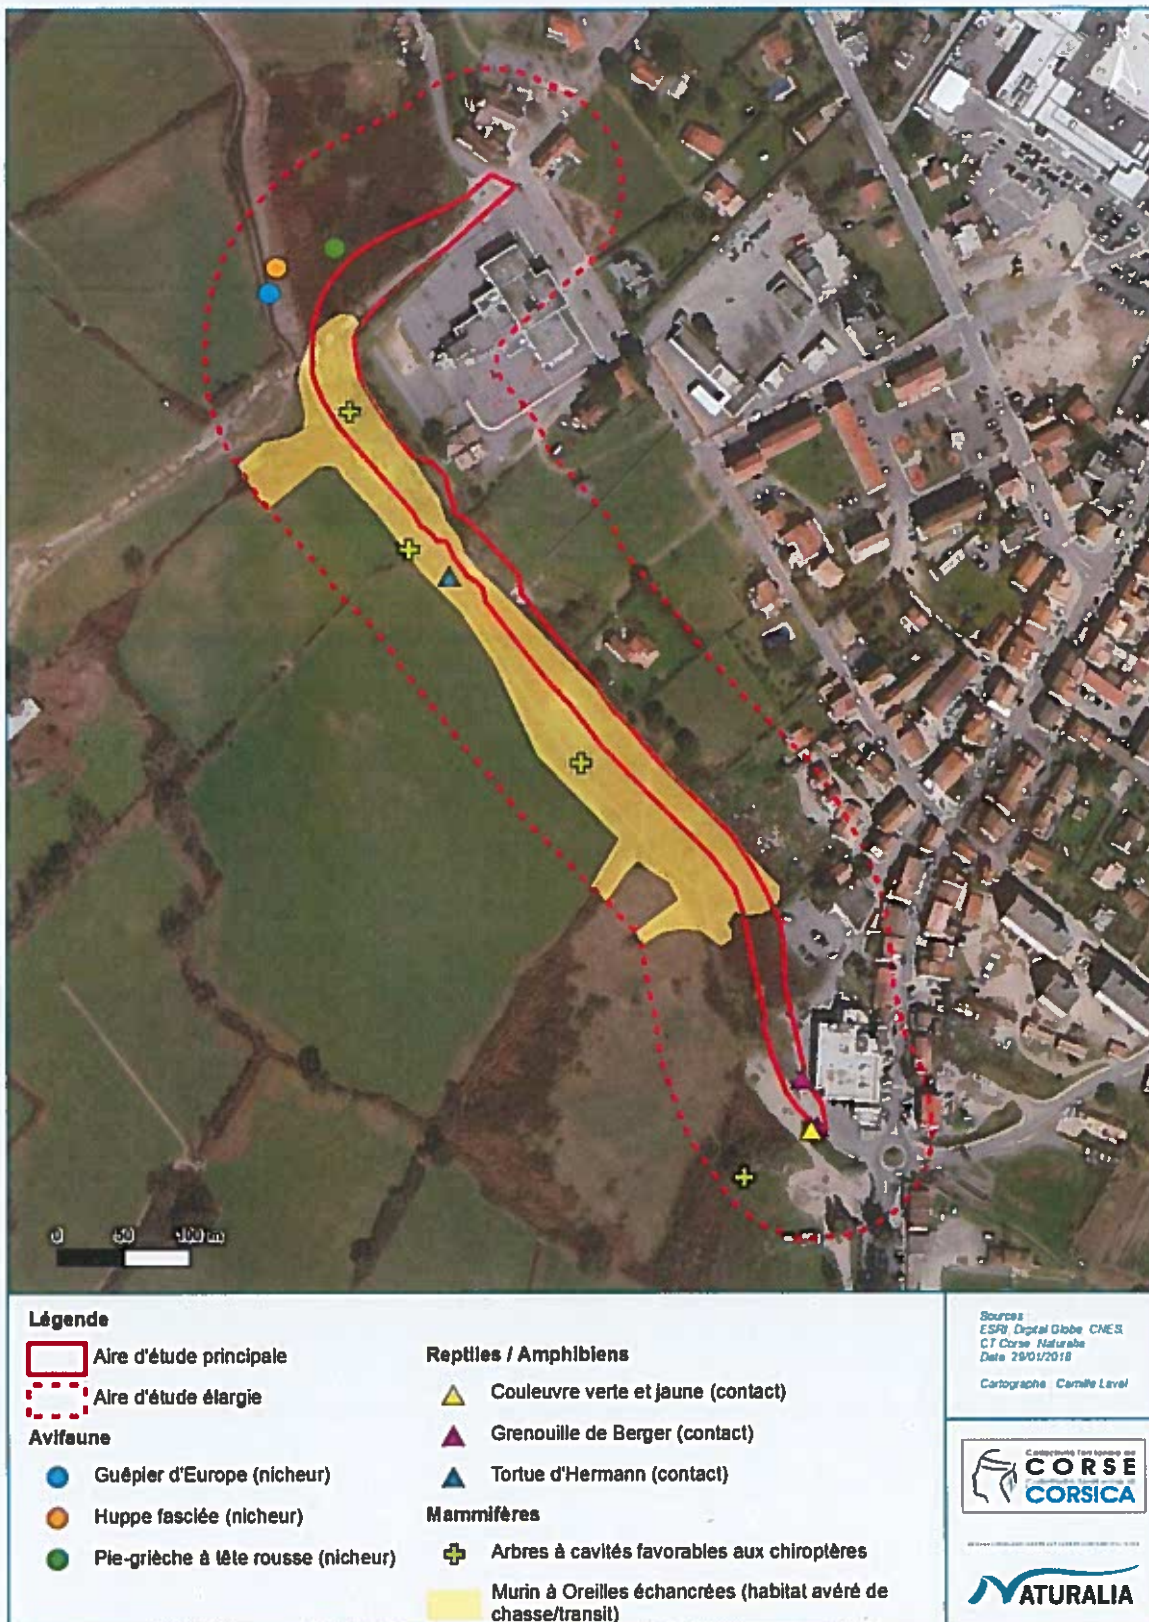 0 50 100 m
Légende
Aire d'étude principale
Aire d'étude élargie
Avifaune
Guêpier d'Europe (nicheur)
Huppe fasciée (nicheur)
Pie-grièche à tête rousse (nicheur)
Reptiles / Amphibiens
Couleuvre verte et jaune (contact)
Grenouille de Berger (contact)
Tortue d'Hermann (contact)
Mammifères
Arbres à cavités favorables aux chiroptères
Murin à Oreilles échancrées (habitat avéré de
chasse/transit)
Sources :
ESRI, Digital Globe, CNES,
CT Corse, Naturalia
Date 29/01/2018
Cartographe : Camille Laval
CORSE
CORSICA
NATURALIA